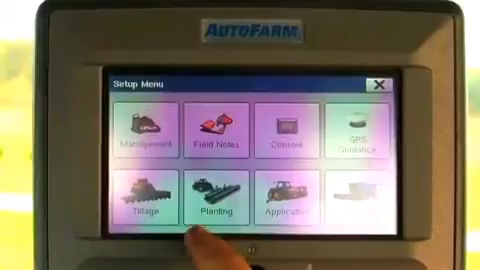 AUTOFARM
Setup Menu
Management
Field Notes
Console
GPS
Guidance
Tillage
Planting
Application